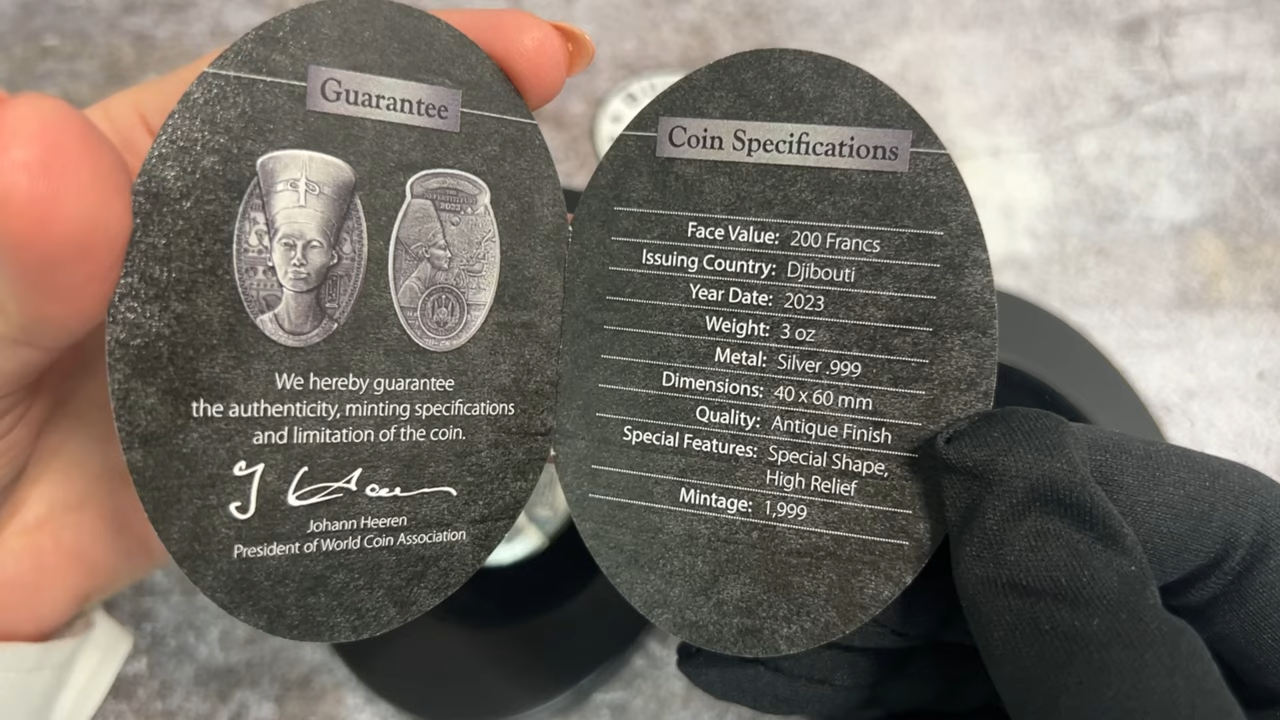 Guarantee
We hereby guarantee
the authenticity, minting specifications
and limitation of the coin.
Johann Heeren
President of World Coin Association
Coin Specifications
Face Value: 200 Francs
Issuing Country: Djibouti
Year Date: 2023
Weight: 3 oz
Metal: Silver .999
Dimensions: 40 x 60 mm
Quality: Antique Finish
Special Features: Special Shape,
High Relief
Mintage: 1,999